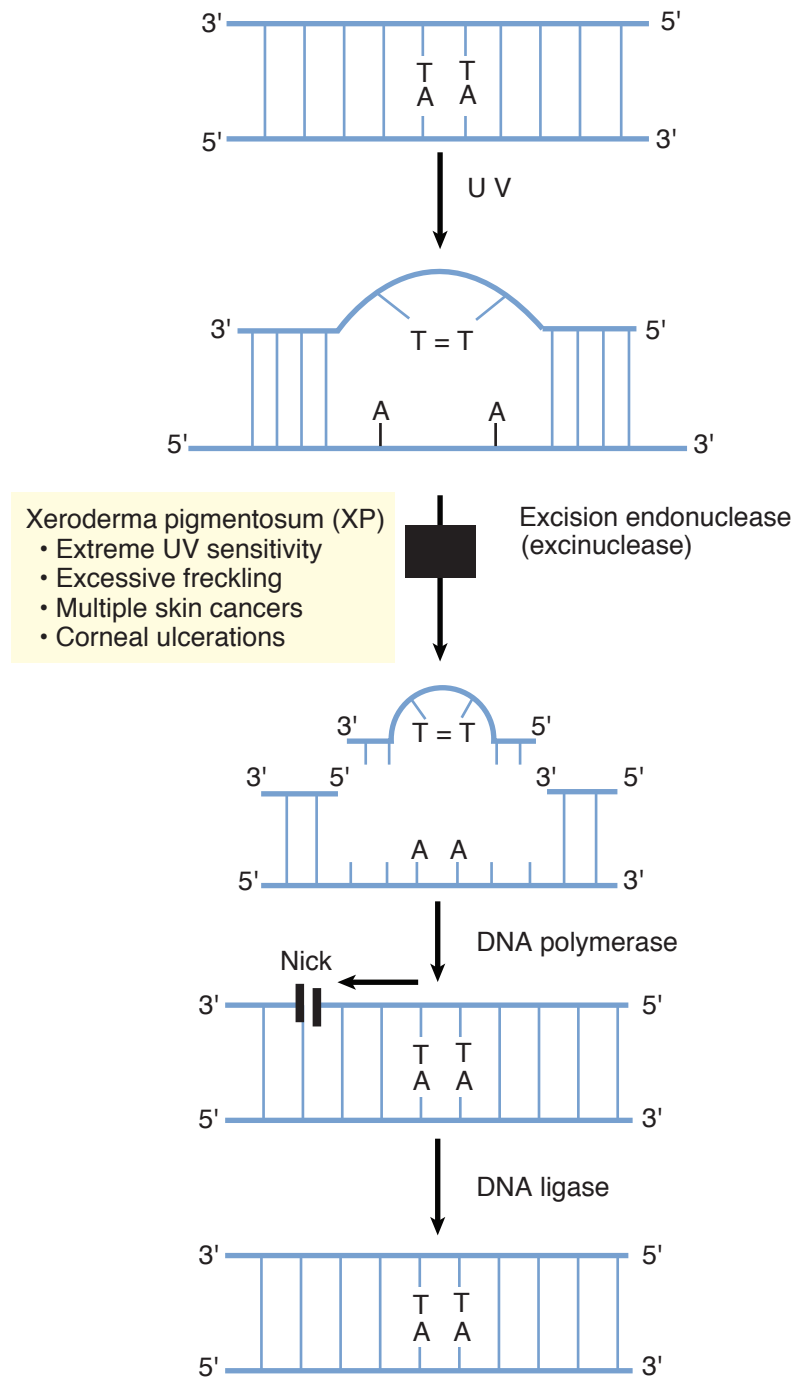 3' 5'
T T
A A
5' 3'
U V
3' 5'
T = T
A A
5' 3'
Xeroderma pigmentosum (XP)
• Extreme UV sensitivity
• Excessive freckling
• Multiple skin cancers
• Corneal ulcerations
Excision endonuclease
(excinuclease)
3' 5'
T = T
3' 5' 3' 5'
A A
5' 3'
DNA polymerase
Nick
3' 5'
T T
A A
5' 3'
DNA ligase
3' 5'
T T
A A
5' 3'